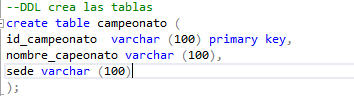 --DDL crea las tablas
create table campeonato (
id_campeonato  varchar (100) primary key,
nombre_capeonato varchar (100),
sede varchar (100)
);